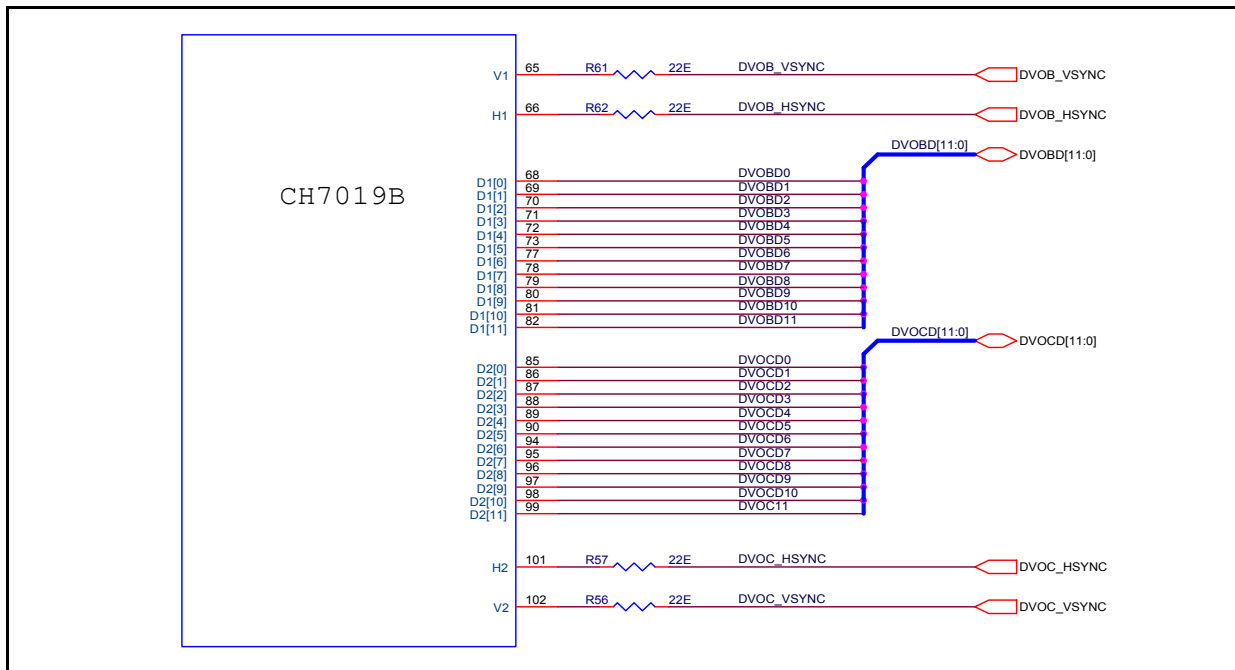 V1 65 R61 22E DVOB_VSYNC DVOB_VSYNC
H1 66 R62 22E DVOB_HSYNC DVOB_HSYNC
DVOBD[11:0] DVOBD[11:0]
CH7019B
D1[0] 68 DVOBD0
D1[1] 69 DVOBD1
D1[2] 70 DVOBD2
D1[3] 71 DVOBD3
D1[4] 72 DVOBD4
D1[5] 73 DVOBD5
D1[6] 77 DVOBD6
D1[7] 78 DVOBD7
D1[8] 79 DVOBD8
D1[9] 80 DVOBD9
D1[10] 81 DVOBD10
D1[11] 82 DVOBD11
DVOCD[11:0] DVOCD[11:0]
D2[0] 85 DVOCD0
D2[1] 86 DVOCD1
D2[2] 87 DVOCD2
D2[3] 88 DVOCD3
D2[4] 89 DVOCD4
D2[5] 90 DVOCD5
D2[6] 94 DVOCD6
D2[7] 95 DVOCD7
D2[8] 96 DVOCD8
D2[9] 97 DVOCD9
D2[10] 98 DVOCD10
D2[11] 99 DVOC11
H2 101 R57 22E DVOC_HSYNC DVOC_HSYNC
V2 102 R56 22E DVOC_VSYNC DVOC_VSYNC